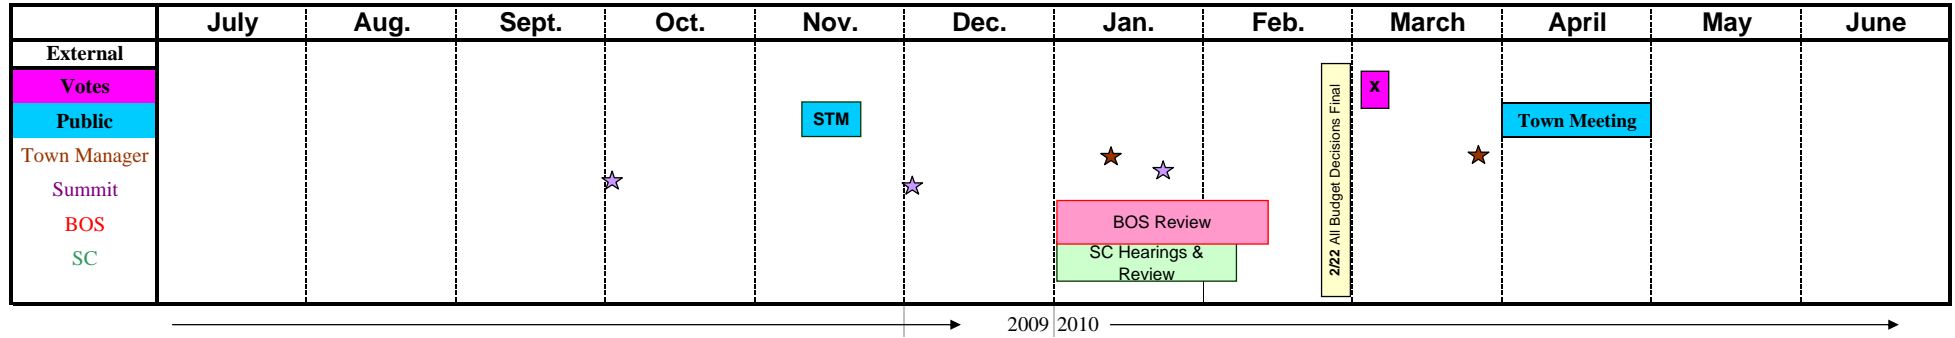 July Aug. Sept. Oct. Nov. Dec. Jan. Feb. March April May June
External
Votes
X
Public
STM
Town Meeting
Town Manager
Summit
BOS
BOS Review
SC
SC Hearings &
Review
2/22 All Budget Decisions Final
2009 2010